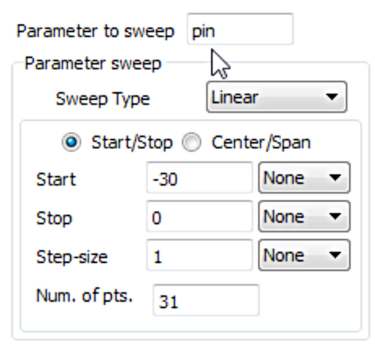 Parameter to sweep pin
Parameter sweep
Sweep Type Linear
Start/Stop Center/Span
Start -30 None
Stop 0 None
Step-size 1 None
Num. of pts. 31